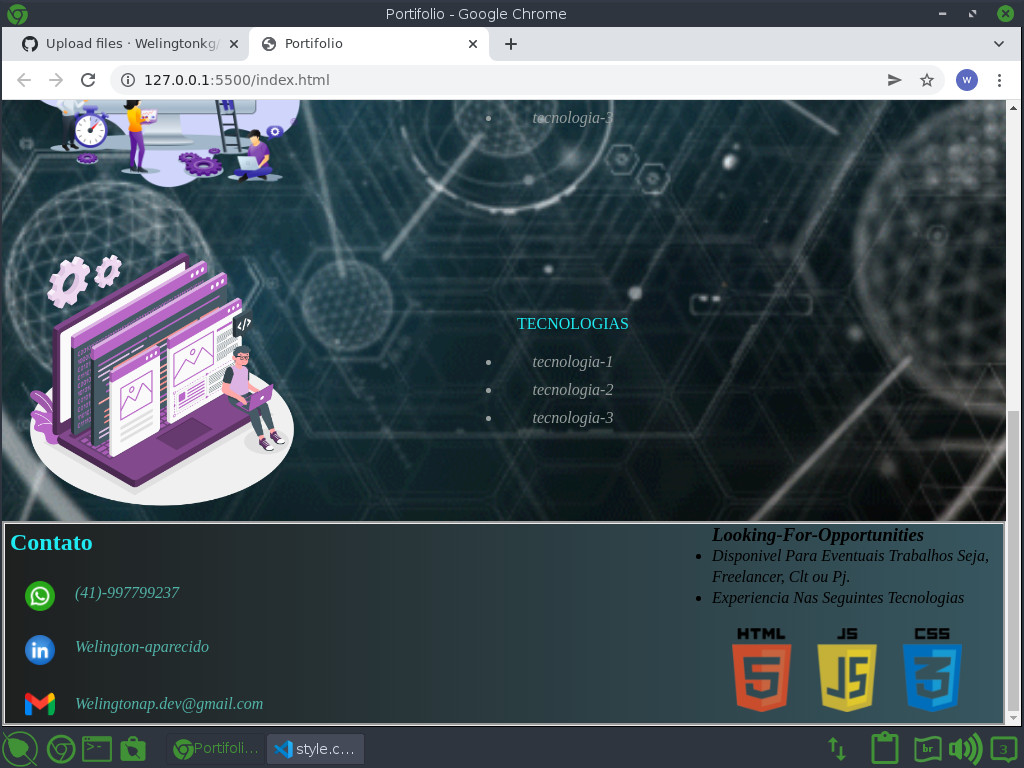 Portifolio - Google Chrome
Upload files · Welingtonkg/
Portifolio
127.0.0.1:5500/index.html
W
tecnologia-3
</>
TECNOLOGIAS
tecnologia-1
tecnologia-2
tecnologia-3
Contato
(41)-997799237
Welington-aparecido
Welingtonap.dev@gmail.com
Looking-For-Opportunities
Disponivel Para Eventuais Trabalhos Seja,
Freelancer, Clt ou Pj.
Experiencia Nas Seguintes Tecnologias
HTML JS CSS
5 JS 3
in
Portifoli...
style.c...
br
3